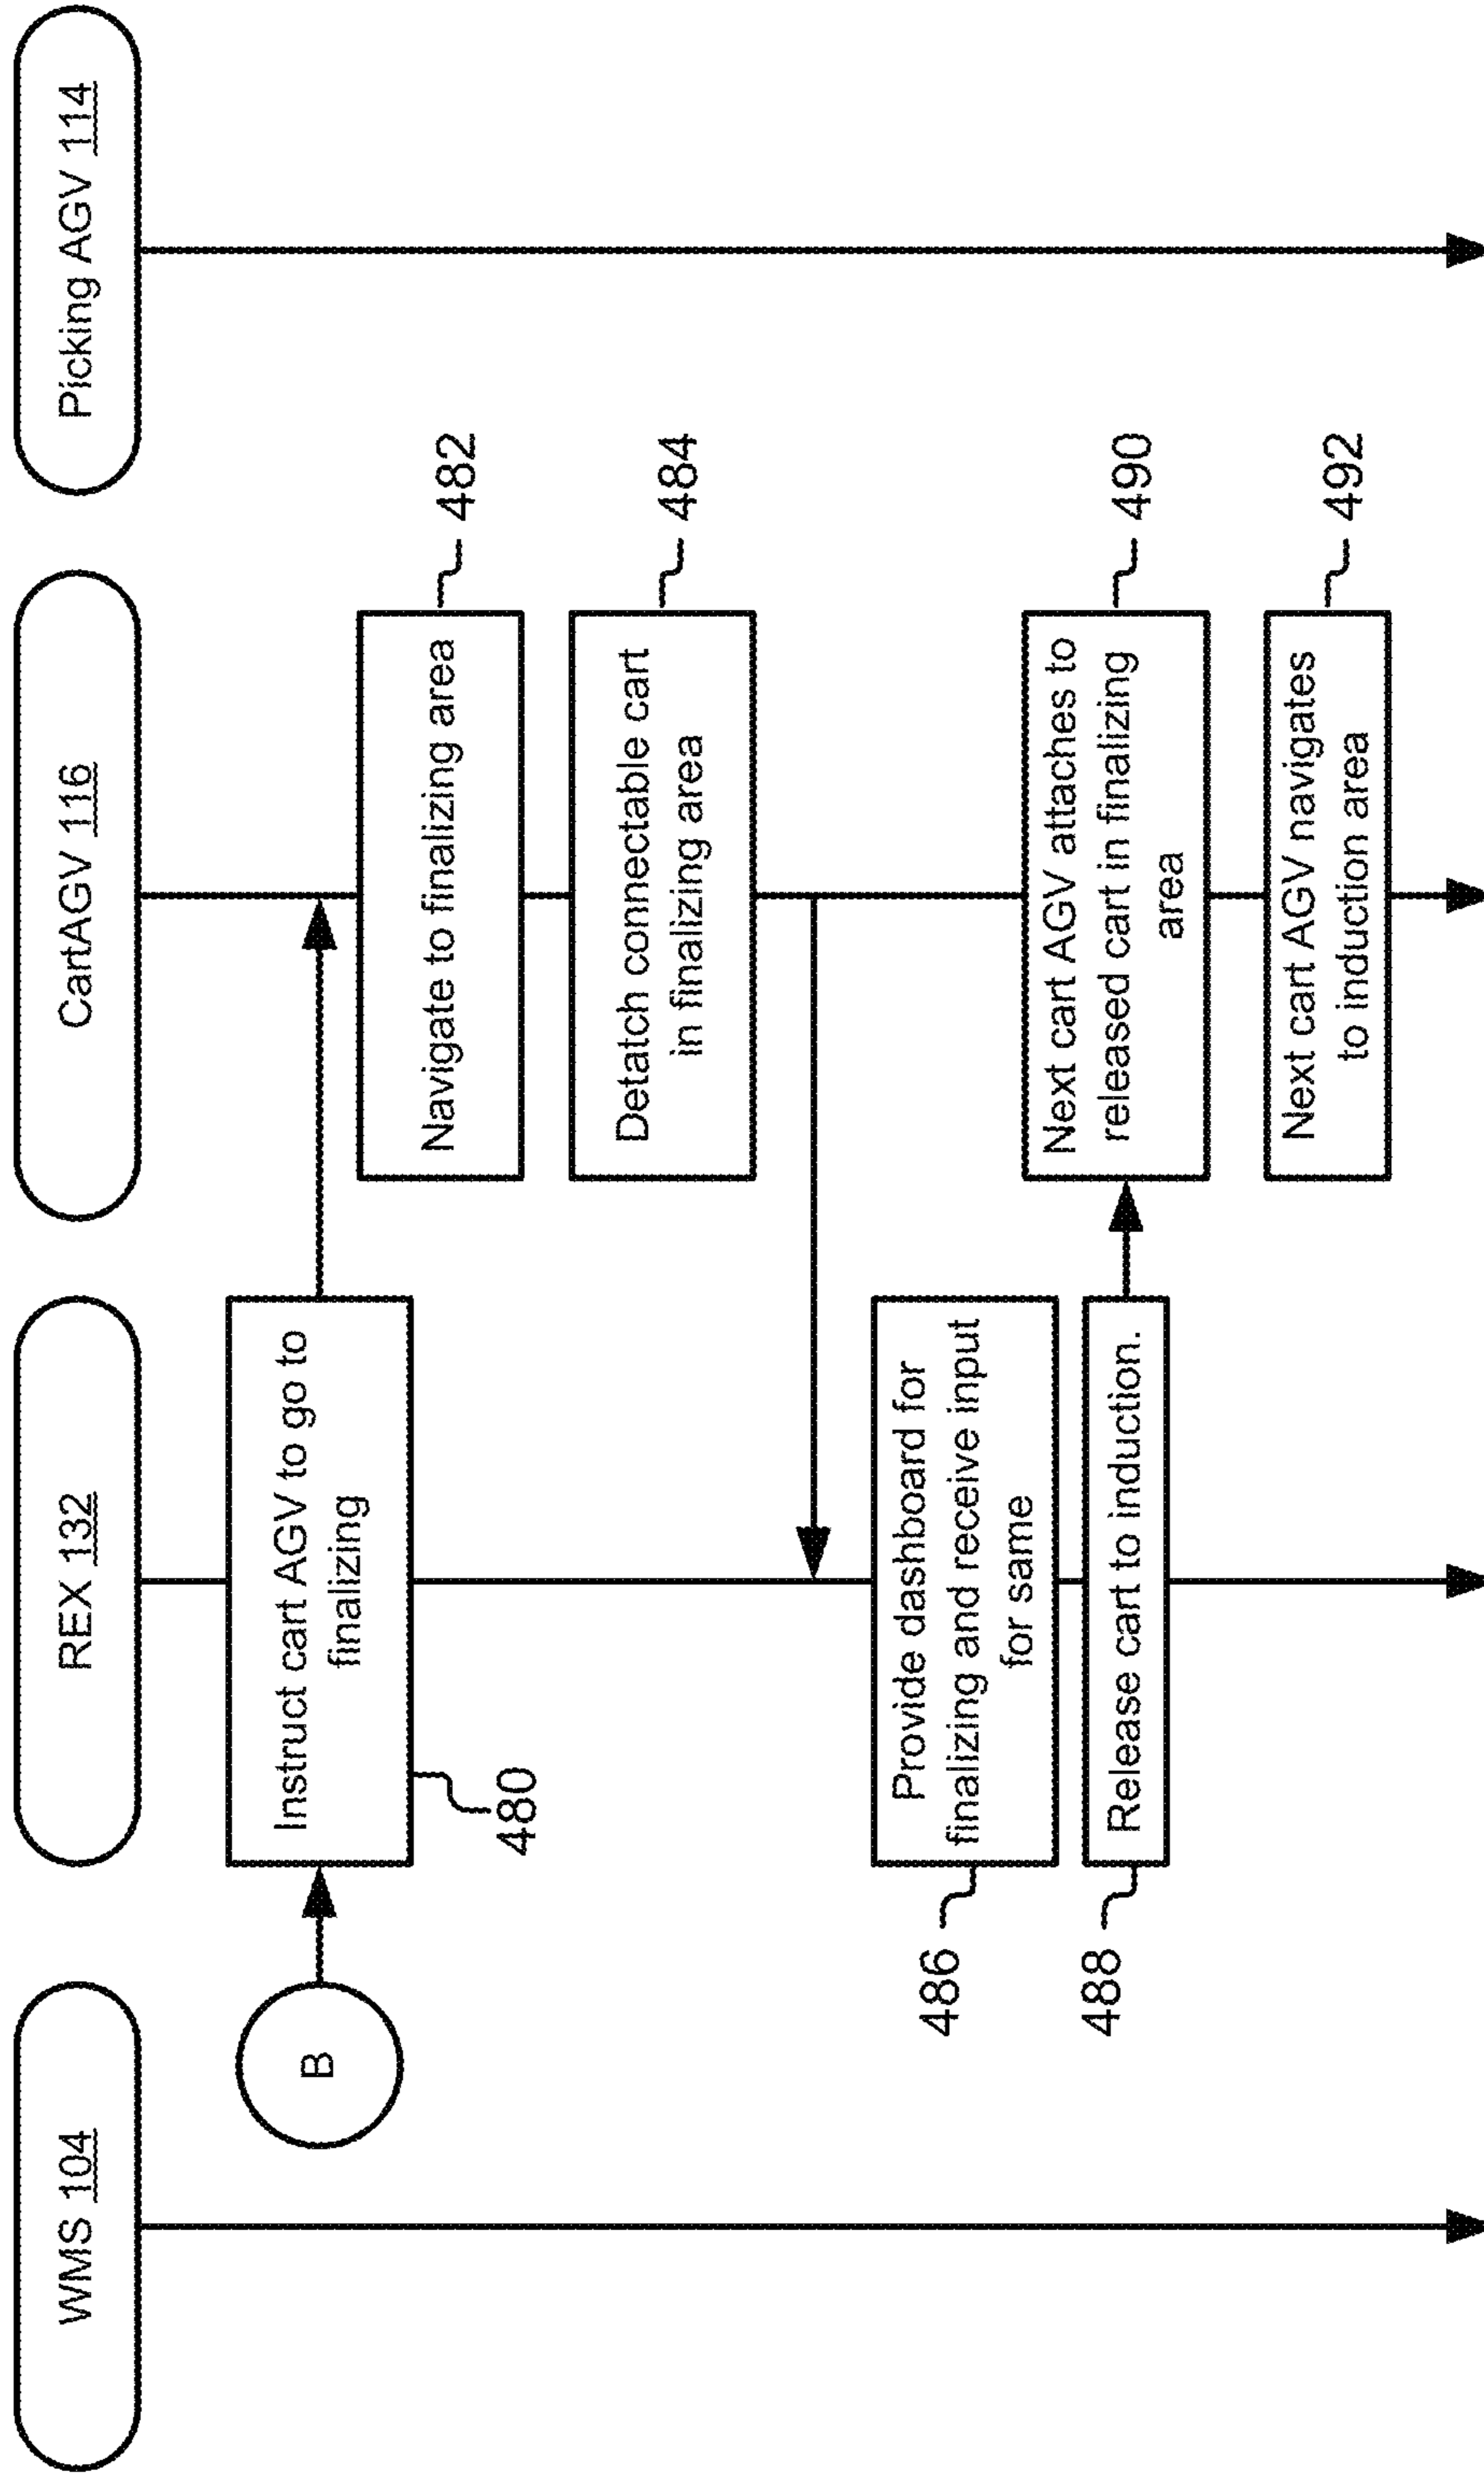 WMS 104
REX 132
CartAGV 116
Picking AGV 114
B
Instruct cart AGV to go to
finalizing
480
Navigate to finalizing area
482
Detatch connectable cart
in finalizing area
484
Provide dashboard for
finalizing and receive input
for same
486
Release cart to induction.
488
Next cart AGV attaches to
released cart in finalizing
area
490
Next cart AGV navigates
to induction area
492